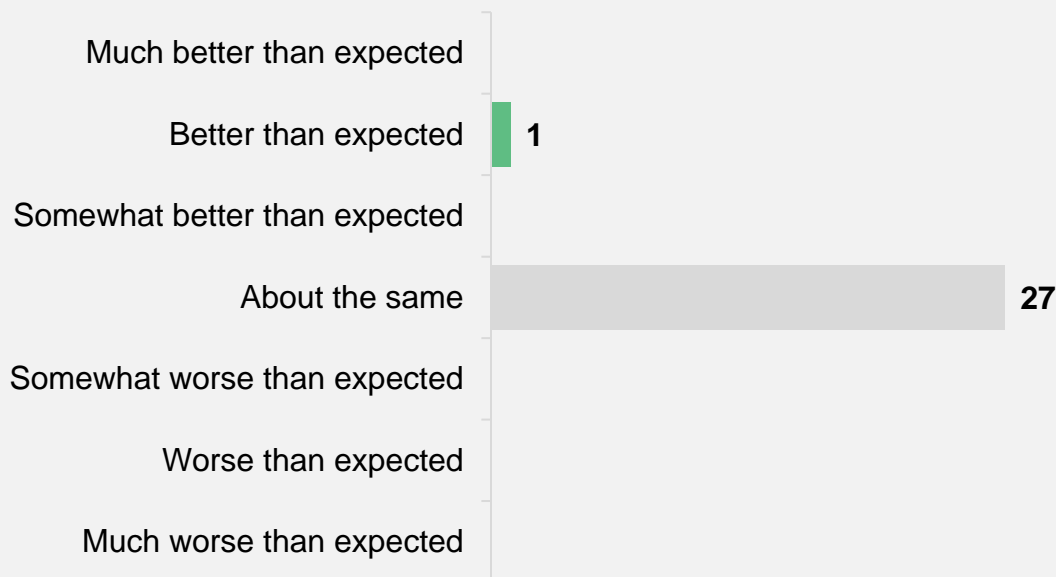 Much better than expected
Better than expected 1
Somewhat better than expected
About the same 27
Somewhat worse than expected
Worse than expected
Much worse than expected